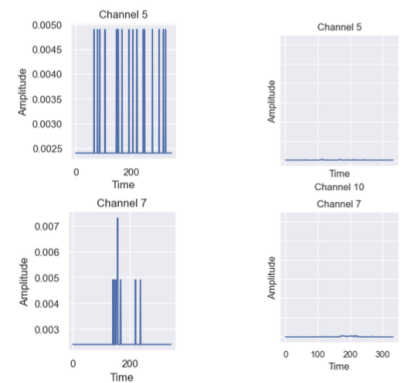 Channel 5
0.0050
0.0045
0.0040
0.0035
0.0030
0.0025
Amplitude
0 200
Time
Channel 7
0.007
0.006
0.005
0.004
0.003
Amplitude
0 200
Time
Channel 5
Amplitude
Time
Channel 10
Channel 7
Amplitude
0 100 200 300
Time